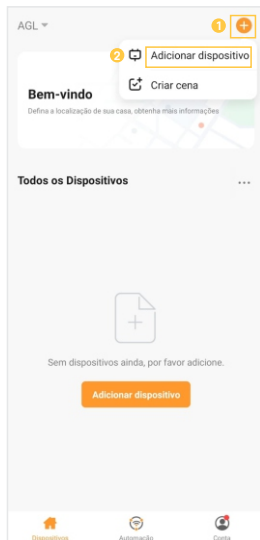 AGL
1
2 Adicionar dispositivo
Criar cena
Bem-vindo
Defina a localização de sua casa, obtenha mais informações
Todos os Dispositivos
Sem dispositivos ainda, por favor adicione.
Adicionar dispositivo
Dispositivos Automação Conta